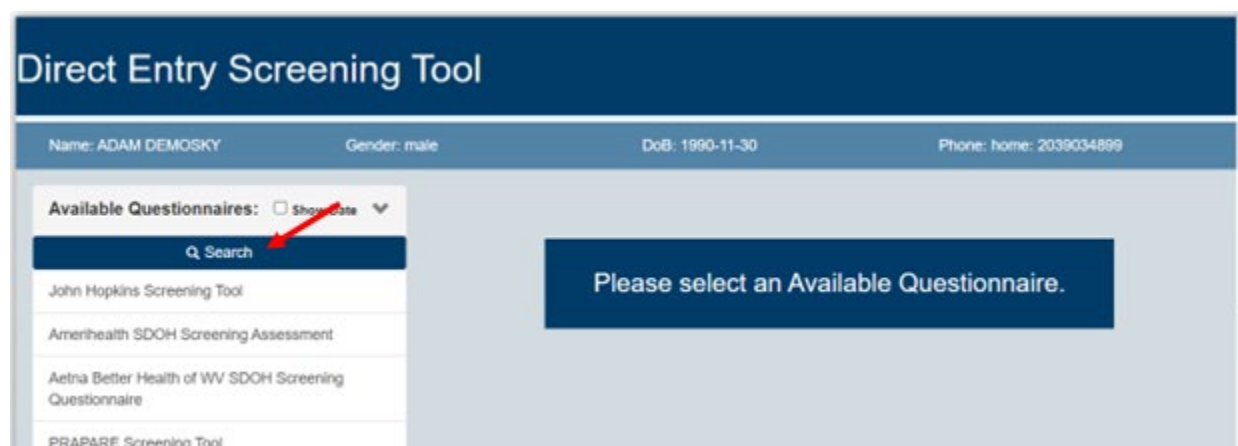 Direct Entry Screening Tool
Name: ADAM DEMOSKY Gender: male DoB: 1990-11-30 Phone: home: 2039034899
Available Questionnaires: Show Date
Search
Please select an Available Questionnaire.
John Hopkins Screening Tool
Amerihealth SDOH Screening Assessment
Aetna Better Health of WV SDOH Screening
Questionnaire
PRAPARE Screening Tool